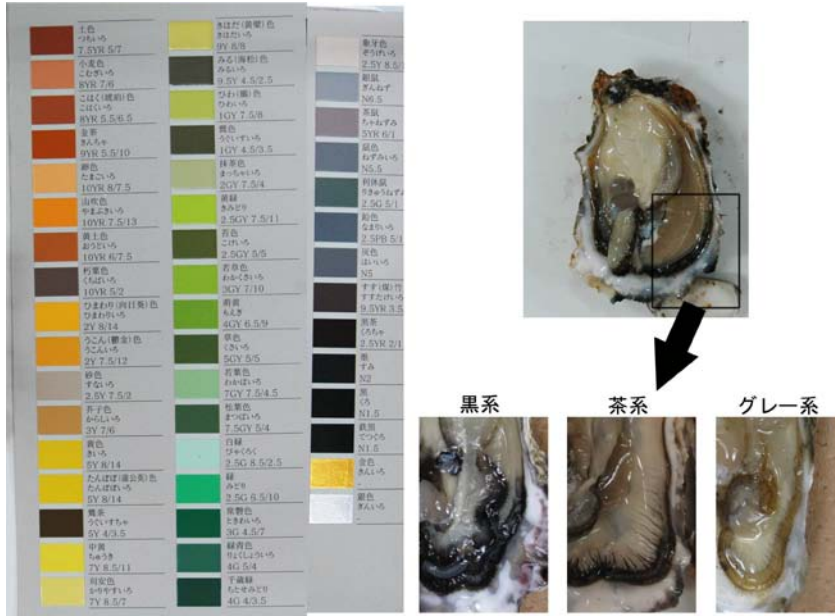 土色
つちいろ
7.5YR 5/7
小麦色
こむぎいろ
8YR 7/6
こはく(琥珀)色
こはくいろ
8YR 5.5/6.5
金茶
きんちゃ
9YR 5.5/10
卵色
たまごいろ
10YR 8/7.5
山吹色
やまぶきいろ
10YR 7.5/13
黄土色
おうどいろ
10YR 6/7.5
朽葉色
くちばいろ
10YR 5/2
ひまわり(向日葵)色
ひまわりいろ
2Y 8/14
うこん(鬱金)色
うこんいろ
2Y 7.5/12
砂色
すないろ
2.5Y 7.5/2
芥子色
からしいろ
3Y 7/6
黄色
きいろ
5Y 8/14
たんぽぽ(蒲公英)色
たんぽぽいろ
5Y 8/14
鶯茶
うぐいすちゃ
5Y 4/3.5
中黄
ちゅうき
7Y 8.5/11
刈安色
かりやすいろ
7Y 8.5/7
きはだ(黄蘗)色
きはだいろ
9Y 8/8
みる(海松)色
みるいろ
9.5Y 4.5/2.5
ひわ(鶸)色
ひわいろ
1GY 7.5/8
鶯色
うぐいすいろ
1GY 4.5/3.5
抹茶色
まっちゃいろ
2GY 7.5/4
黄緑
きみどり
2.5GY 7.5/11
苔色
こけいろ
2.5GY 5/5
若草色
わかくさいろ
3GY 7/10
萌黄
もえぎ
4GY 6.5/9
草色
くさいろ
5GY 5/5
若葉色
わかばいろ
7GY 7.5/4.5
松葉色
まつばいろ
7.5GY 5/4
白緑
びゃくろく
2.5G 8.5/2.5
緑
みどり
2.5G 6.5/10
常磐色
ときわいろ
3G 4.5/7
緑青色
ろくしょういろ
4G 5/4
千歳緑
ちとせみどり
4G 4/3.5
象牙色
ぞうげいろ
2.5Y 8.5/1
銀鼠
ぎんねず
N6.5
茶鼠
ちゃねずみ
5YR 6/1
鼠色
ねずみいろ
N5.5
利休鼠
りきゅうねずみ
2.5G 5/1
鉛色
なまりいろ
2.5PB 5/1
灰色
はいいろ
N5
すす(煤)竹
すすたけいろ
9.5YR 3.5
黒茶
くろちゃ
2.5YR 2/1
墨
すみ
N2
黒
くろ
N1.5
鉄黒
てつぐろ
N1.5
金色
きんいろ
-
銀色
ぎんいろ
-
黒系
茶系
グレー系